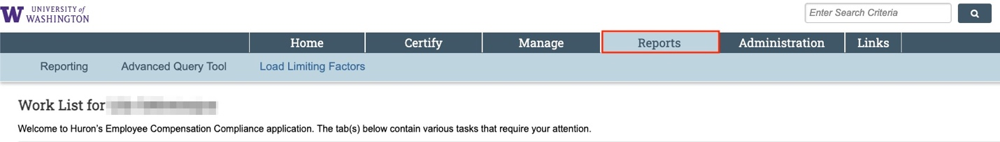 W UNIVERSITY of
WASHINGTON
Enter Search Criteria
Home Certify Manage Reports Administration Links
Reporting Advanced Query Tool Load Limiting Factors
Work List for
Welcome to Huron's Employee Compensation Compliance application. The tab(s) below contain various tasks that require your attention.